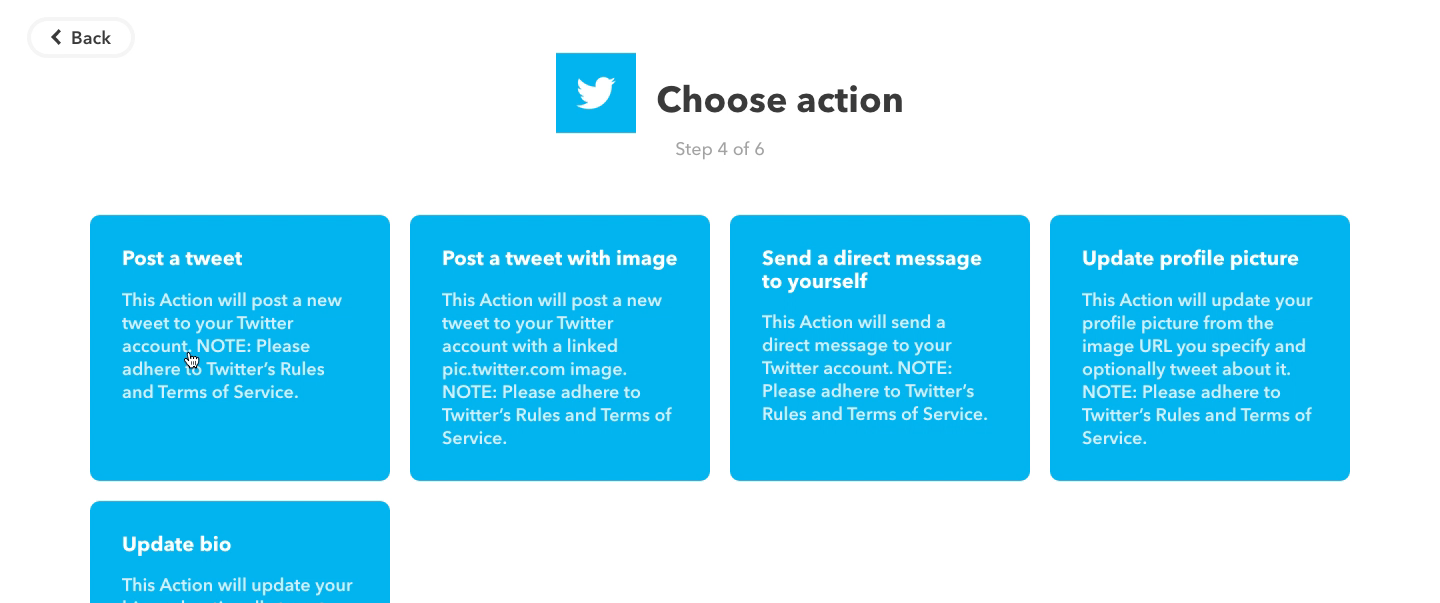 Back
Choose action
Step 4 of 6
Post a tweet
This Action will post a new
tweet to your Twitter
account. NOTE: Please
adhere to Twitter’s Rules
and Terms of Service.
Post a tweet with image
This Action will post a new
tweet to your Twitter
account with a linked
pic.twitter.com image.
NOTE: Please adhere to
Twitter’s Rules and Terms of
Service.
Send a direct message
to yourself
This Action will send a
direct message to your
Twitter account. NOTE:
Please adhere to Twitter’s
Rules and Terms of Service.
Update profile picture
This Action will update your
profile picture from the
image URL you specify and
optionally tweet about it.
NOTE: Please adhere to
Twitter’s Rules and Terms of
Service.
Update bio
This Action will update your